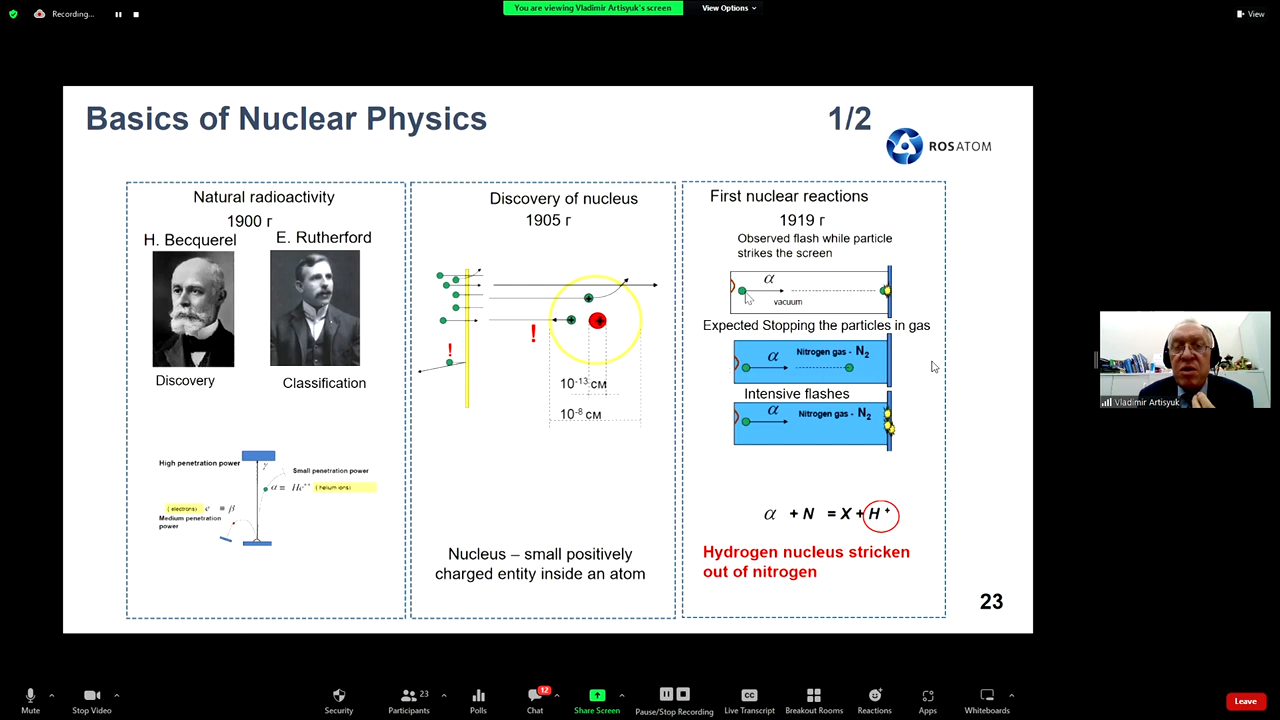 Recording...
You are viewing Vladimir Artisyuk's screen
View Options
View
Basics of Nuclear Physics
1/2
ROSATOM
Natural radioactivity
1900 г
H. Becquerel
E. Rutherford
Discovery
Classification
High penetration power
γ
Small penetration power
α = He⁺⁺ ( helium ions)
( electrons) e⁻ = β
Medium penetration
power
Discovery of nucleus
1905 г
!
!
10⁻¹³ см
10⁻⁸ см
Nucleus – small positively
charged entity inside an atom
First nuclear reactions
1919 г
Observed flash while particle
strikes the screen
α
vacuum
Expected Stopping the particles in gas
α Nitrogen gas - N₂
Intensive flashes
α Nitrogen gas - N₂
α + N = X + H⁺
Hydrogen nucleus stricken
out of nitrogen
23
Vladimir Artisyuk
Mute
Stop Video
Security
23
Participants
Polls
12
Chat
Share Screen
Pause/Stop Recording
CC
Live Transcript
Breakout Rooms
Reactions
Apps
Whiteboards
Leave